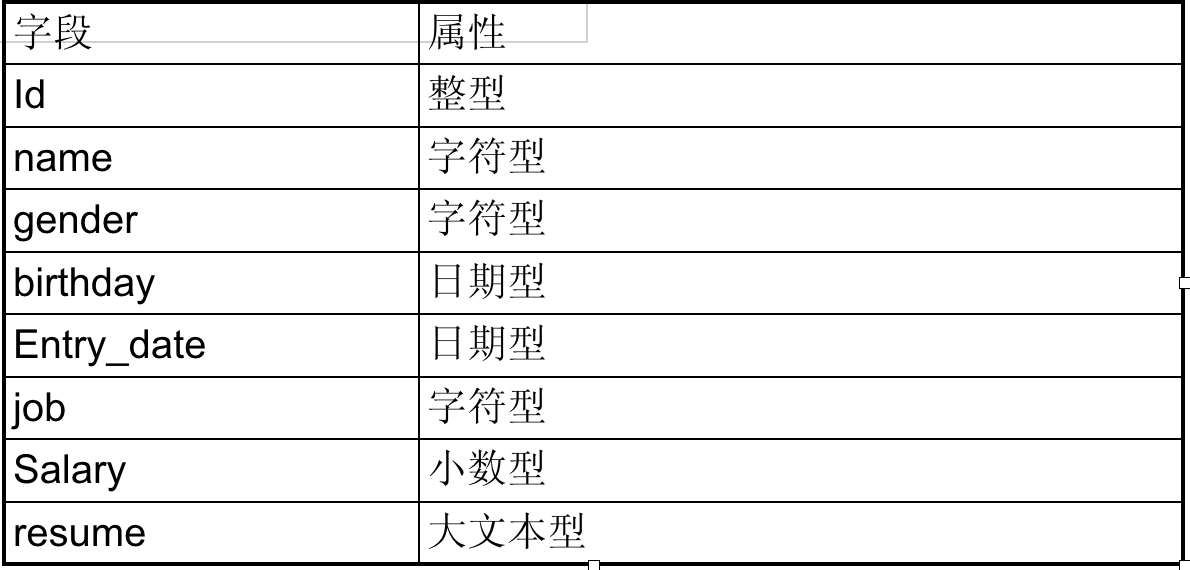 字段 属性
Id 整型
name 字符型
gender 字符型
birthday 日期型
Entry_date 日期型
job 字符型
Salary 小数型
resume 大文本型